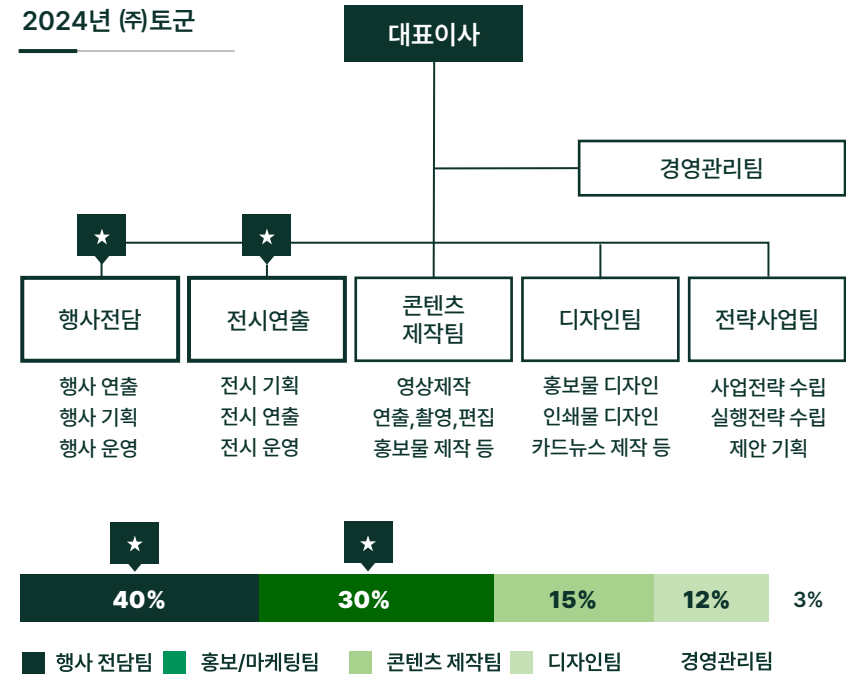 2024년 ㈜토군
대표이사
경영관리팀
행사전담
전시연출
콘텐츠
제작팀
디자인팀
전략사업팀
행사 연출
행사 기획
행사 운영
전시 기획
전시 연출
전시 운영
영상제작
연출,촬영,편집
홍보물 제작 등
홍보물 디자인
인쇄물 디자인
카드뉴스 제작 등
사업전략 수립
실행전략 수립
제안 기획
40% 30% 15% 12% 3%
행사 전담팀 홍보/마케팅팀 콘텐츠 제작팀 디자인팀 경영관리팀